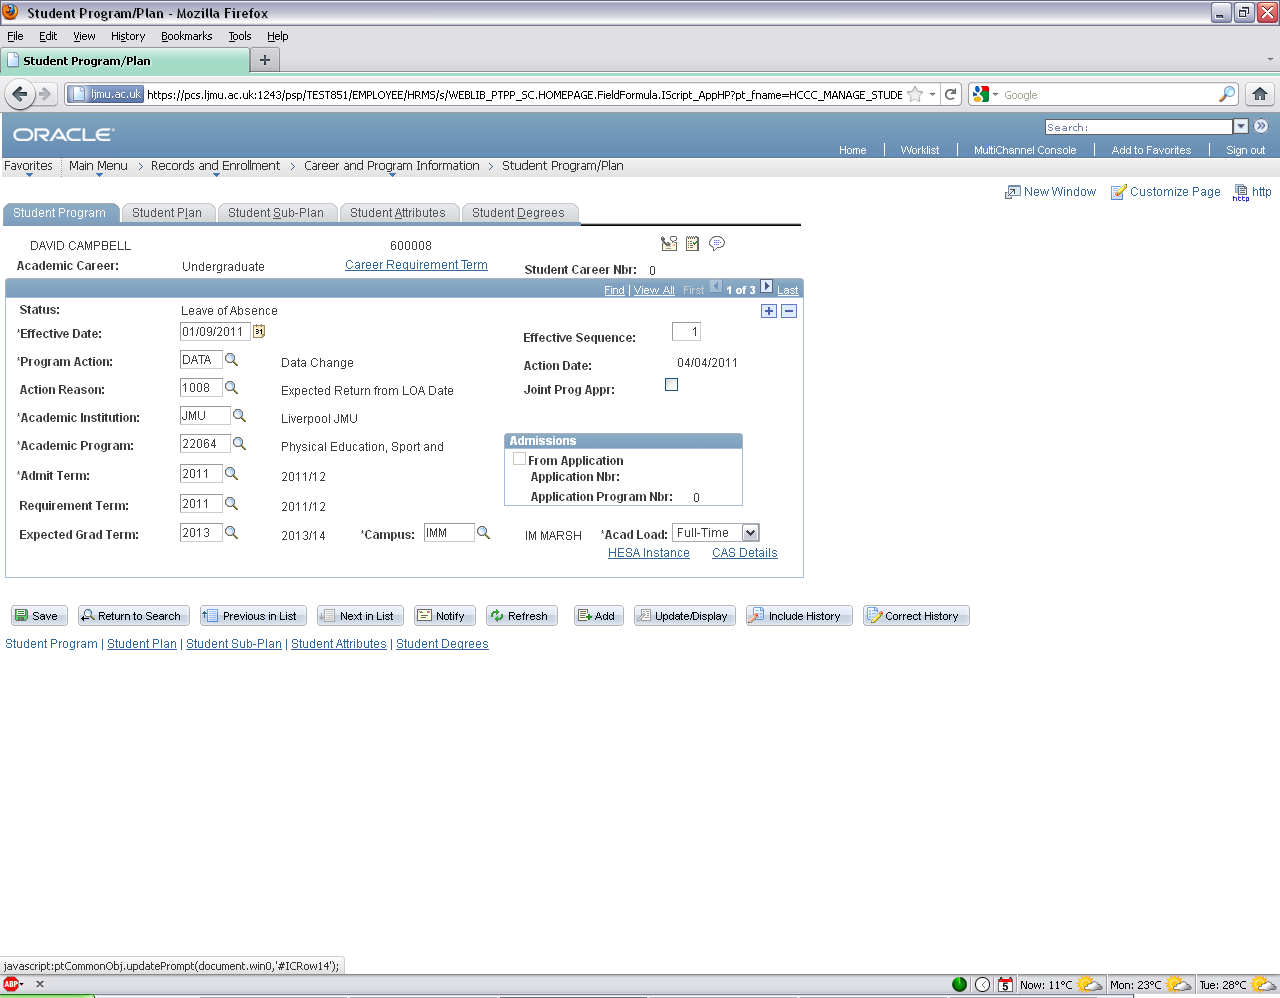 Student Program/Plan - Mozilla Firefox
File Edit View History Bookmarks Tools Help
Student Program/Plan
ljmu.ac.uk https://pcs.ljmu.ac.uk:1243/psp/TEST851/EMPLOYEE/HRMS/s/WEBLIB_PTPP_SC.HOMEPAGE.FieldFormula.IScript_AppHP?pt_fname=HCCC_MANAGE_STUDE Google
ORACLE Search:
Home Worklist MultiChannel Console Add to Favorites Sign out
Favorites Main Menu > Records and Enrollment > Career and Program Information > Student Program/Plan
New Window Customize Page http
Student Program Student Plan Student Sub-Plan Student Attributes Student Degrees
DAVID CAMPBELL 600008
Academic Career: Undergraduate Career Requirement Term Student Career Nbr: 0
Find | View All First 1 of 3 Last
Status: Leave of Absence
*Effective Date: 01/09/2011 Effective Sequence: 1
*Program Action: DATA Data Change Action Date: 04/04/2011
Action Reason: 1008 Expected Return from LOA Date Joint Prog Appr:
*Academic Institution: JMU Liverpool JMU
*Academic Program: 22064 Physical Education, Sport and
Admissions
From Application
Application Nbr:
Application Program Nbr: 0
*Admit Term: 2011 2011/12
Requirement Term: 2011 2011/12
Expected Grad Term: 2013 2013/14 *Campus: IMM IM MARSH *Acad Load: Full-Time
HESA Instance CAS Details
Save Return to Search Previous in List Next in List Notify Refresh Add Update/Display Include History Correct History
Student Program | Student Plan | Student Sub-Plan | Student Attributes | Student Degrees
javascript:ptCommonObj.updatePrompt(document.win0,'#ICRow14');
ABP 5 Now: 11°C Mon: 23°C Tue: 28°C